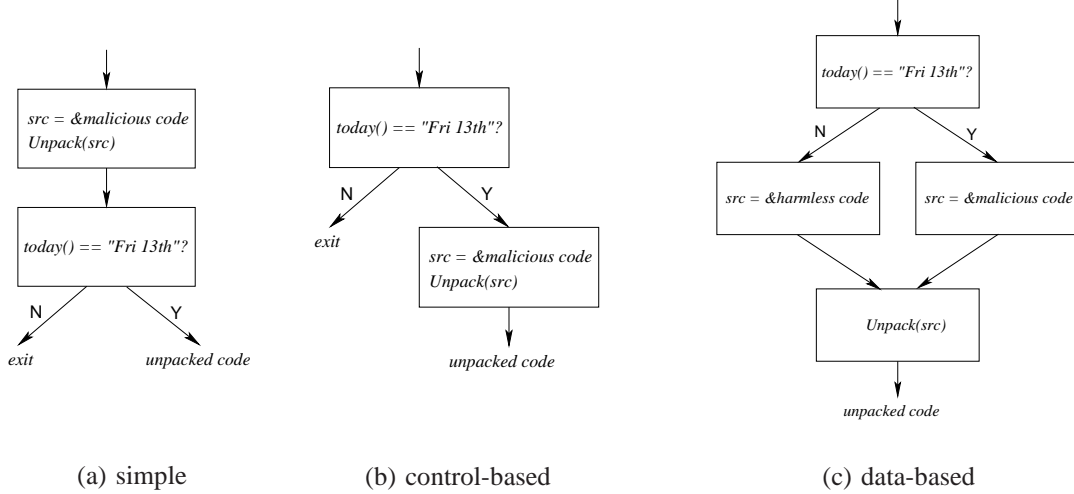 src = &malicious code
Unpack(src)
today() == "Fri 13th"?
N
Y
exit
unpacked code
(a) simple
today() == "Fri 13th"?
N
Y
exit
src = &malicious code
Unpack(src)
unpacked code
(b) control-based
today() == "Fri 13th"?
N
Y
src = &harmless code
src = &malicious code
Unpack(src)
unpacked code
(c) data-based